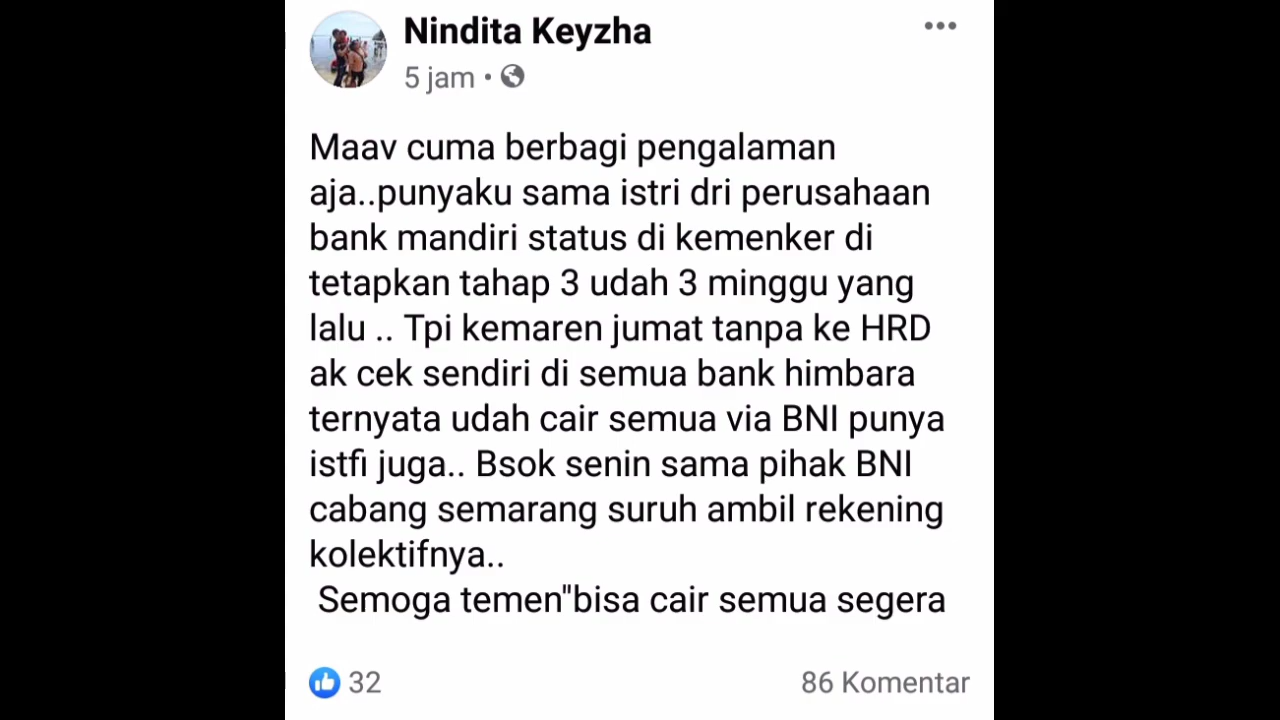 Nindita Keyzha
5 jam •
Maav cuma berbagi pengalaman
aja..punyaku sama istri dri perusahaan
bank mandiri status di kemenker di
tetapkan tahap 3 udah 3 minggu yang
lalu .. Tpi kemaren jumat tanpa ke HRD
ak cek sendiri di semua bank himbara
ternyata udah cair semua via BNI punya
istfi juga.. Bsok senin sama pihak BNI
cabang semarang suruh ambil rekening
kolektifnya..
Semoga temen"bisa cair semua segera
32
86 Komentar